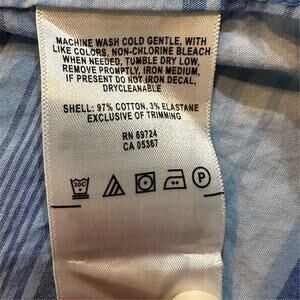 MACHINE WASH COLD GENTLE, WITH
LIKE COLORS, NON-CHLORINE BLEACH
WHEN NEEDED, TUMBLE DRY LOW,
REMOVE PROMPTLY, IRON MEDIUM,
IF PRESENT DO NOT IRON DECAL,
DRYCLEANABLE
SHELL: 97% COTTON, 3% ELASTANE
EXCLUSIVE OF TRIMMING
RN 69724
CA 05367
30C
P